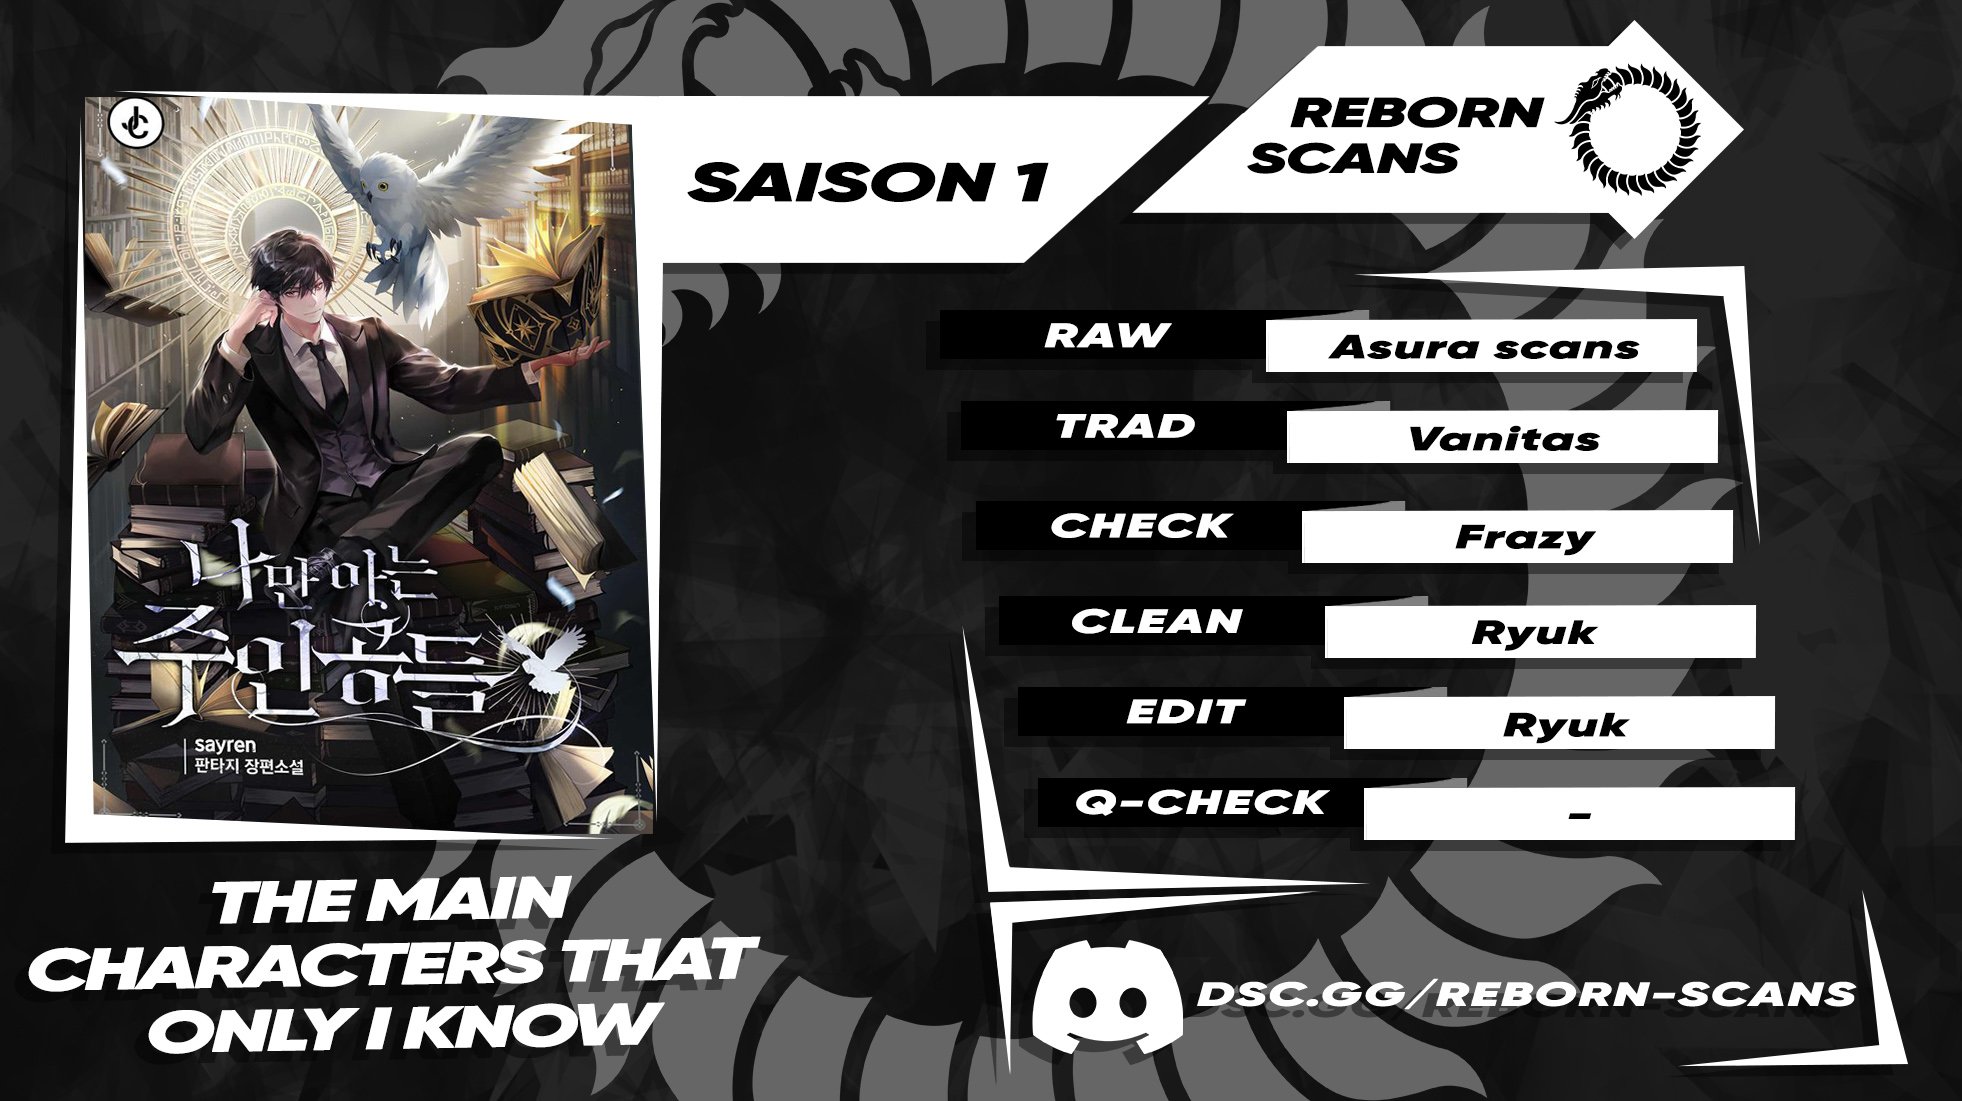 JC
나만 아는
주인공들
sayren
판타지 장편소설
THE MAIN
CHARACTERS THAT
ONLY I KNOW
SAISON 1
REBORN
SCANS
RAW Asura scans
TRAD Vanitas
CHECK Frazy
CLEAN Ryuk
EDIT Ryuk
Q-CHECK -
DSC.GG/REBORN-SCANS